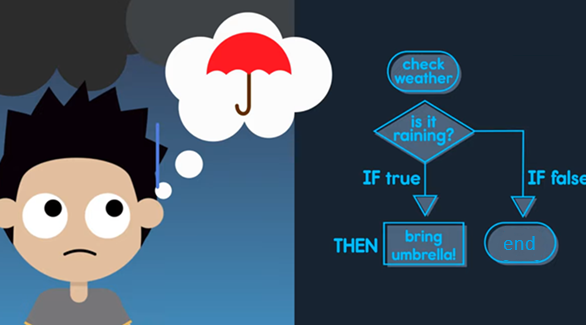 check
weather
is it
raining?
IF true
IF false
THEN
bring
umbrella!
end